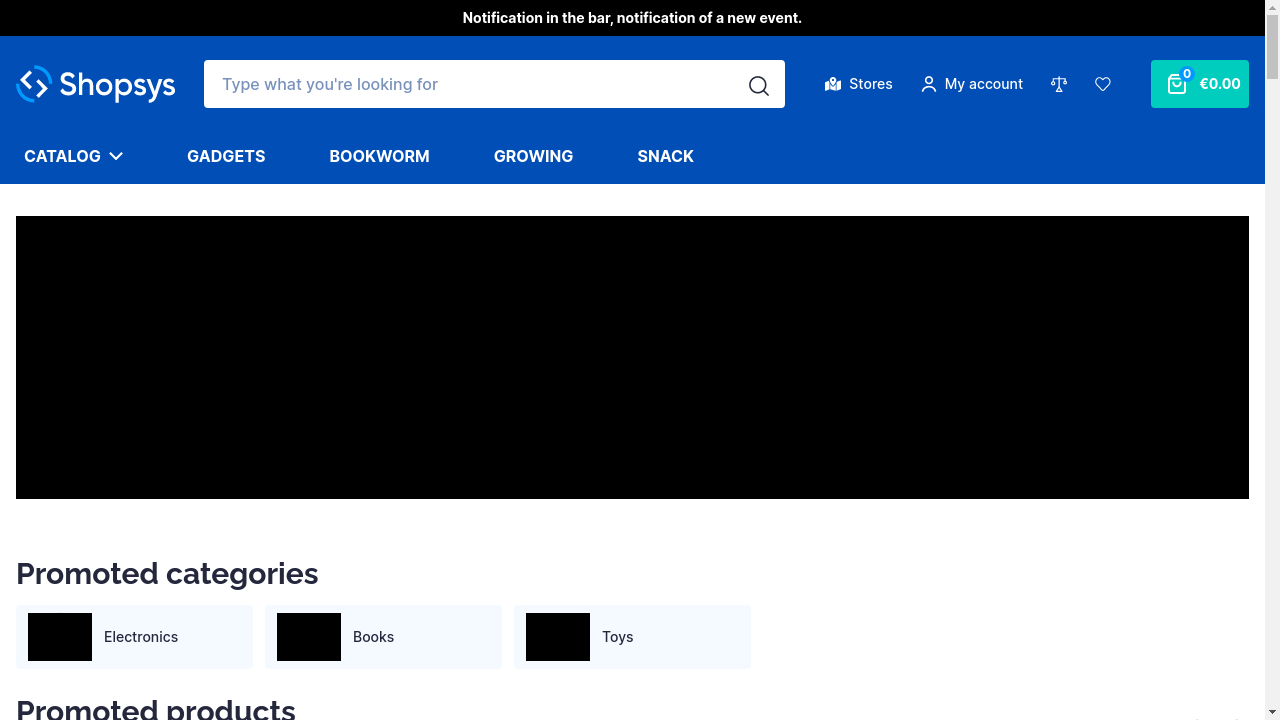 Notification in the bar, notification of a new event.
Shopsys
Type what you're looking for
Stores
My account
0
€0.00
CATALOG
GADGETS
BOOKWORM
GROWING
SNACK
Promoted categories
Electronics
Books
Toys
Promoted products